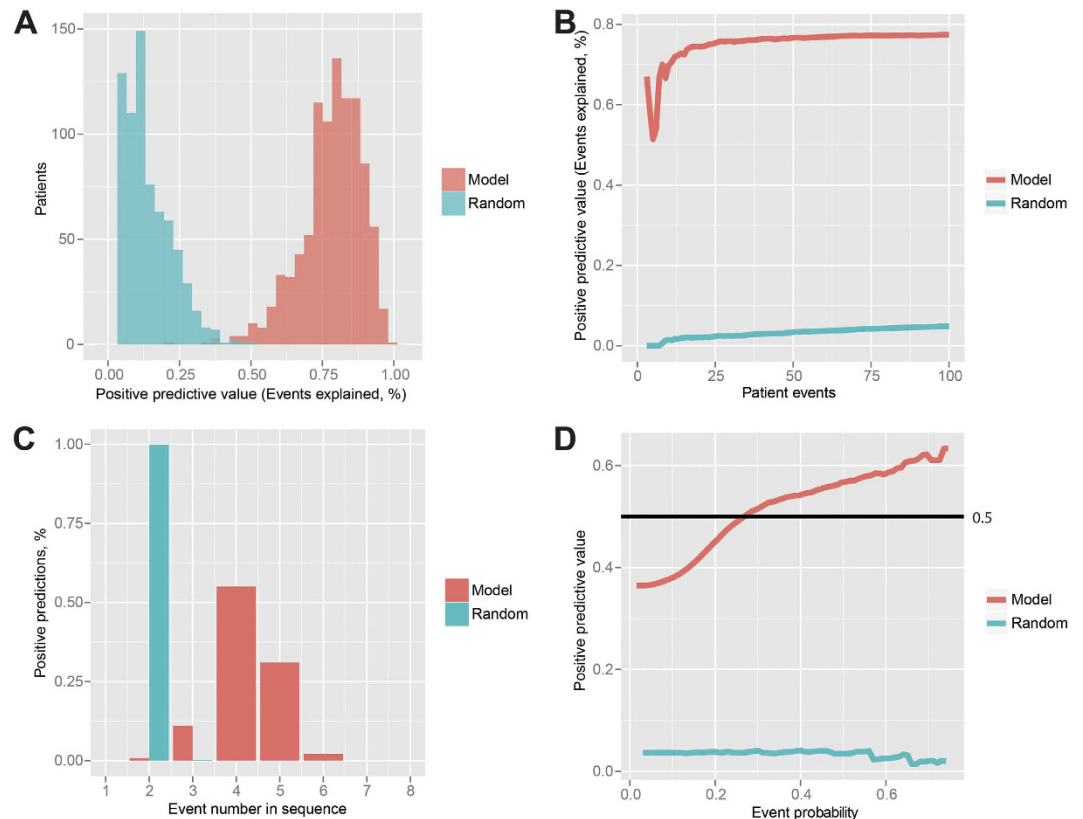 A
Patients
150
100
50
0
0.00 0.25 0.50 0.75 1.00
Positive predictive value (Events explained, %)
Model
Random
B
Positive predictive value (Events explained, %)
0.8
0.6
0.4
0.2
0.0
0 25 50 75 100
Patient events
Model
Random
C
Positive predictions, %
1.00
0.75
0.50
0.25
0.00
1 2 3 4 5 6 7 8
Event number in sequence
Model
Random
D
Positive predictive value
0.6
0.4
0.2
0.0
0.5
0.0 0.2 0.4 0.6
Event probability
Model
Random